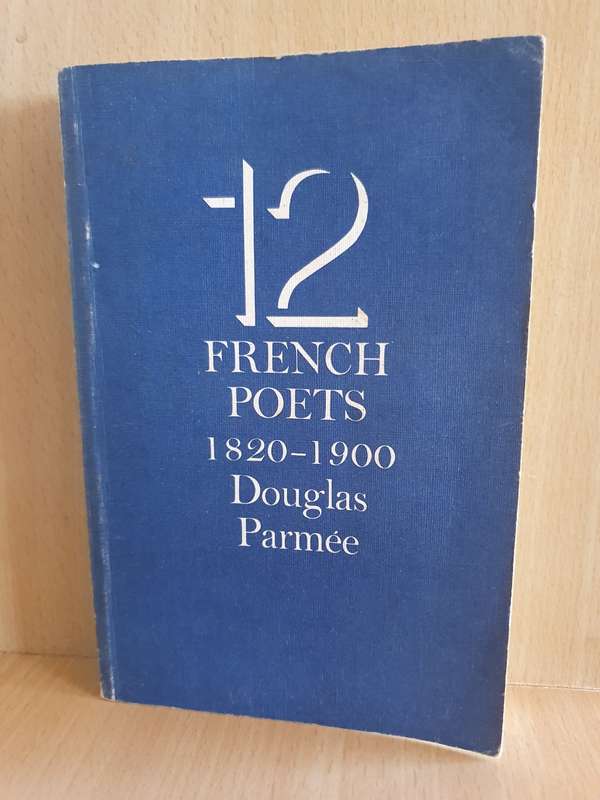 12
FRENCH
POETS
1820–1900
Douglas
Parmée